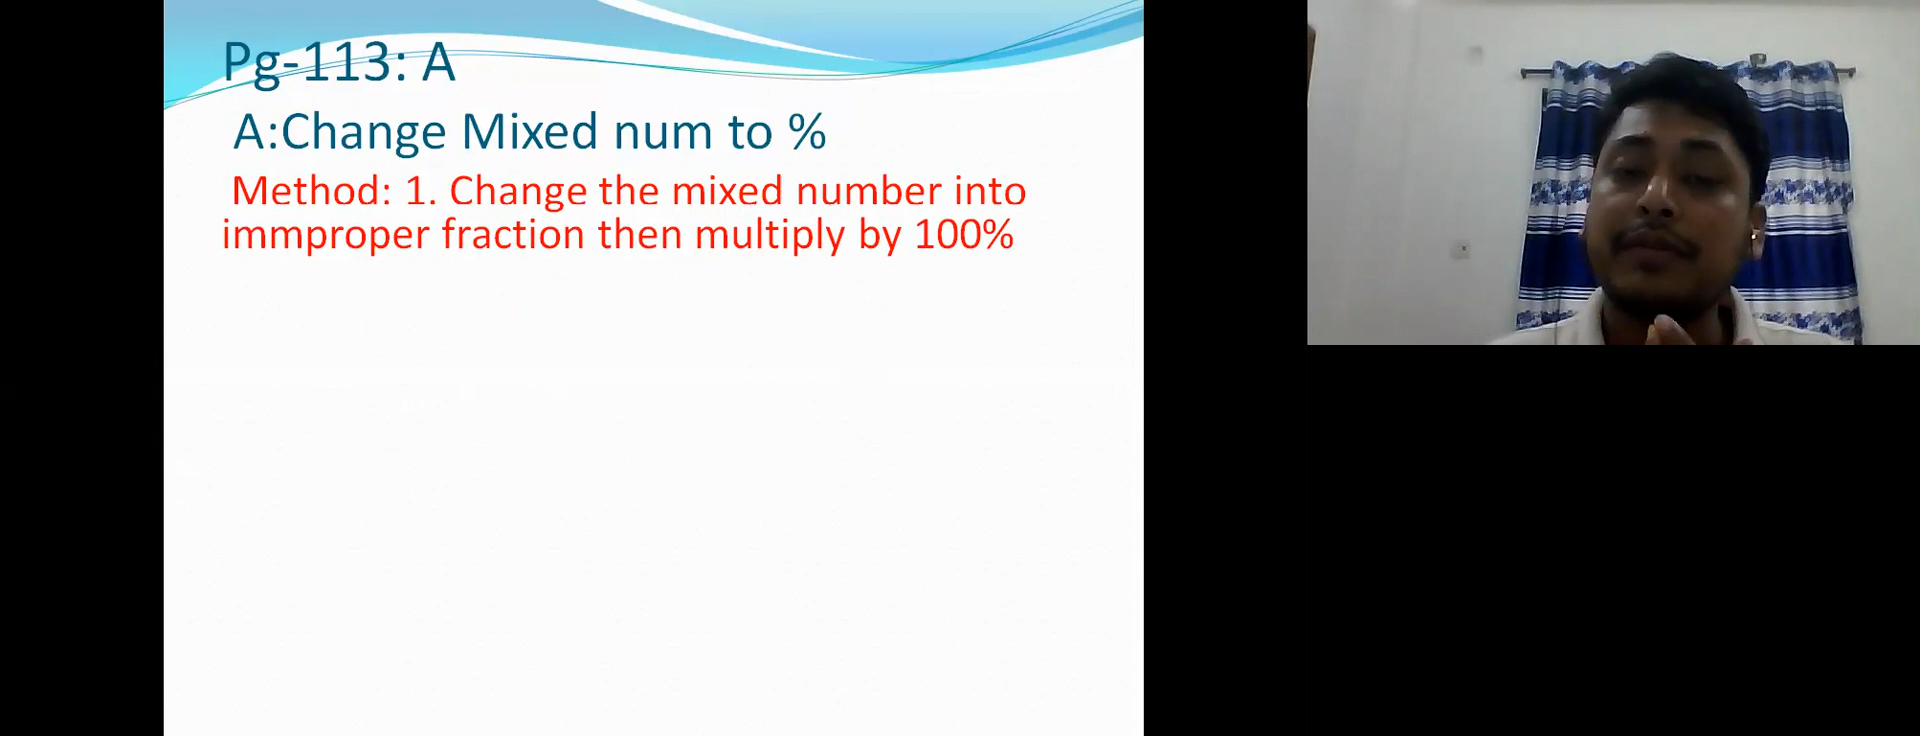 Pg-113: A
A:Change Mixed num to %
Method: 1. Change the mixed number into
immproper fraction then multiply by 100%